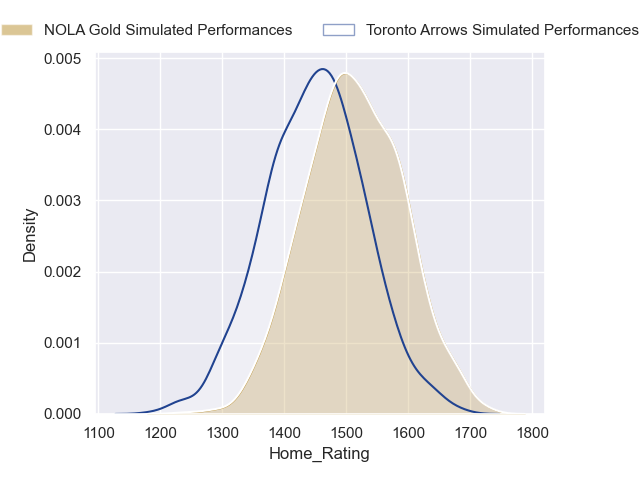 NOLA Gold Simulated Performances Toronto Arrows Simulated Performances
0.005
0.004
0.003
0.002
0.001
0.000
Density
1100 1200 1300 1400 1500 1600 1700 1800
Home_Rating